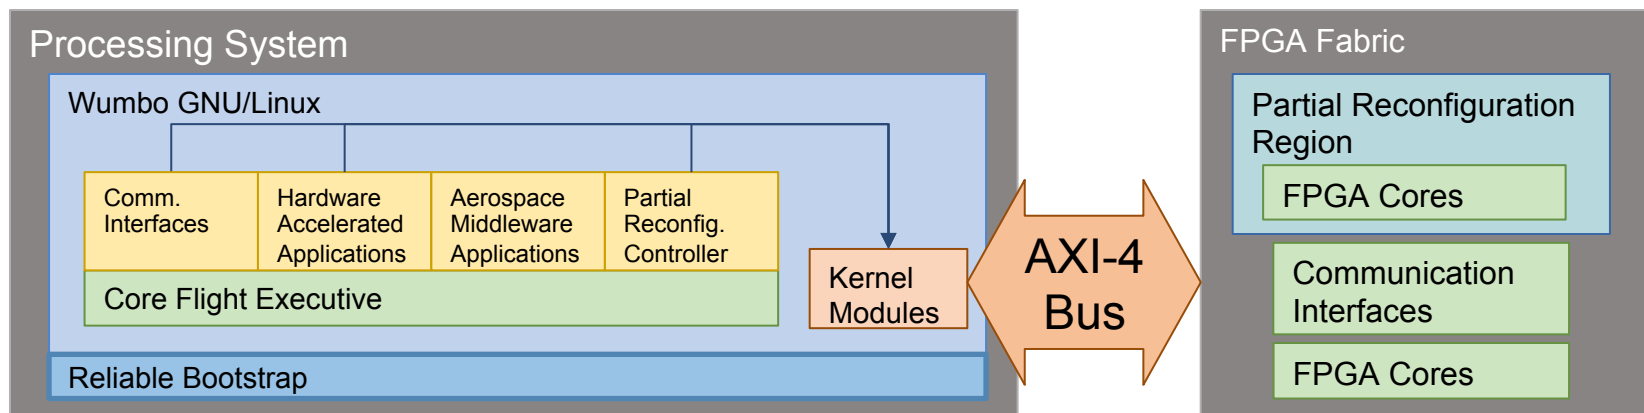 Processing System
Wumbo GNU/Linux
Comm.
Interfaces
Hardware
Accelerated
Applications
Aerospace
Middleware
Applications
Partial
Reconfig.
Controller
Core Flight Executive
Kernel
Modules
Reliable Bootstrap
AXI-4
Bus
FPGA Fabric
Partial Reconfiguration
Region
FPGA Cores
Communication
Interfaces
FPGA Cores